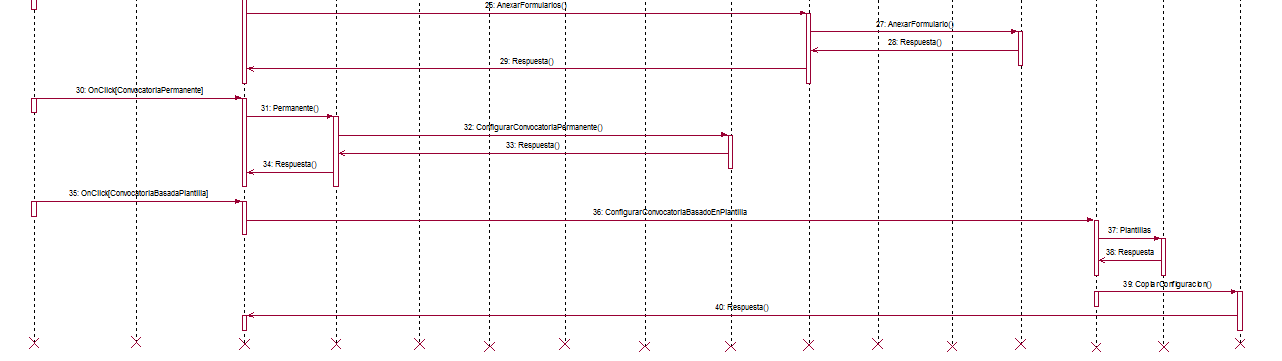 26: AnexarFormularios()
27: AnexarFormulario()
28: Respuesta()
29: Respuesta()
30: OnClick[ConvocatoriaPermanente]
31: Permanente()
32: ConfigurarConvocatoriaPermanente()
33: Respuesta()
34: Respuesta()
35: OnClick[ConvocatoriaBasadaPlantilla]
36: ConfigurarConvocatoriaBasadoEnPlantilla
37: Plantillas
38: Respuesta
39: CopiarConfiguracion()
40: Respuesta()